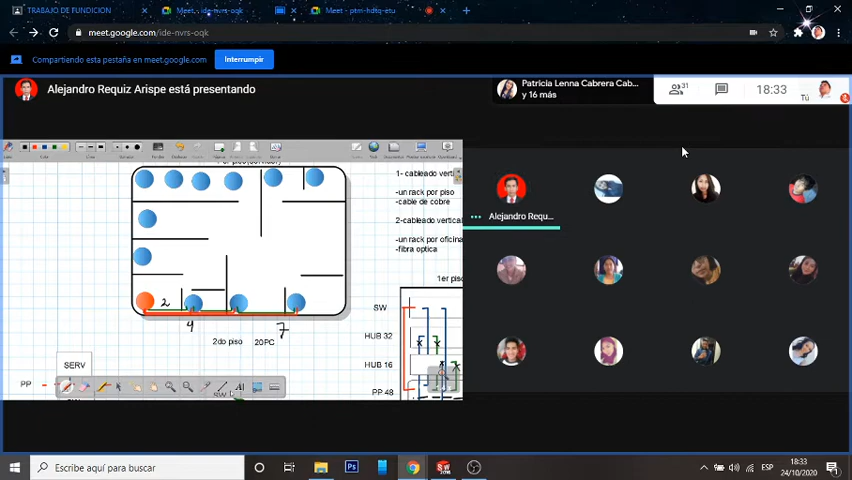 TRABAJO DE FUNDICION
Meet - ide-nvrs-oqk
Meet - ptm-hdtq-etu
meet.google.com/ide-nvrs-oqk
Compartiendo esta pestaña en meet.google.com
Interrumpir
Alejandro Requiz Arispe está presentando
Patricia Lenna Cabrera Cab...
y 16 más
31
18:33
Tú
1- cableado verti
-un rack por piso
-cable de cobre
2-cableado vertical
-un rack por oficina
-fibra optica
2
4
7
2do piso 20PC
1er piso
SW
HUB 32
HUB 16
PP 48
SERV
PP
SW
Alejandro Requ...
Escribe aquí para buscar
ESP
18:33
24/10/2020